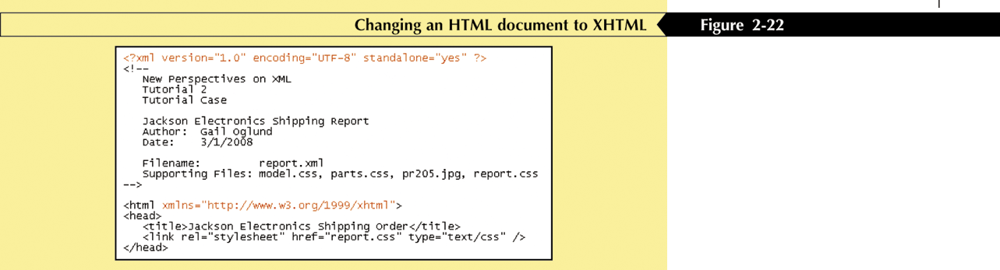 Changing an HTML document to XHTML Figure 2-22
<?xml version="1.0" encoding="UTF-8" standalone="yes" ?>
<!--
New Perspectives on XML
Tutorial 2
Tutorial Case
Jackson Electronics Shipping Report
Author: Gail Oglund
Date: 3/1/2008
Filename: report.xml
Supporting Files: model.css, parts.css, pr205.jpg, report.css
-->
<html xmlns="http://www.w3.org/1999/xhtml">
<head>
<title>Jackson Electronics Shipping Order</title>
<link rel="stylesheet" href="report.css" type="text/css" />
</head>